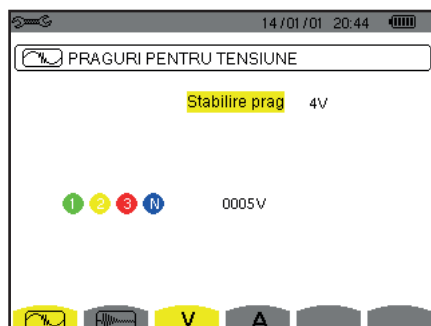 14/01/01 20:44
PRAGURI PENTRU TENSIUNE
Stabilire prag 4V
1 2 3 N 0005V
V A